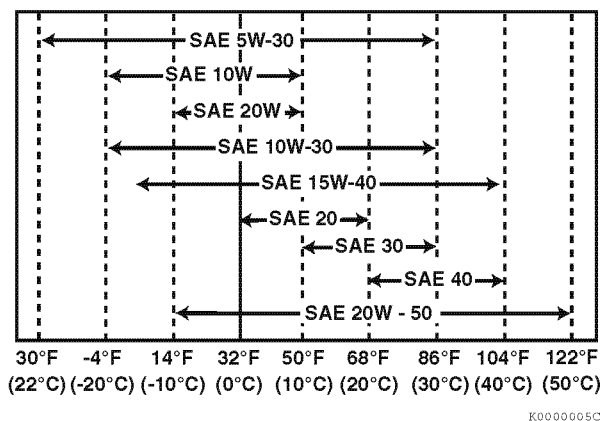 SAE 5W-30
SAE 10W
SAE 20W
SAE 10W-30
SAE 15W-40
SAE 20
SAE 30
SAE 40
SAE 20W - 50
30°F -4°F 14°F 32°F 50°F 68°F 86°F 104°F 122°F
(22°C) (-20°C) (-10°C) (0°C) (10°C) (20°C) (30°C) (40°C) (50°C)
K0000005C